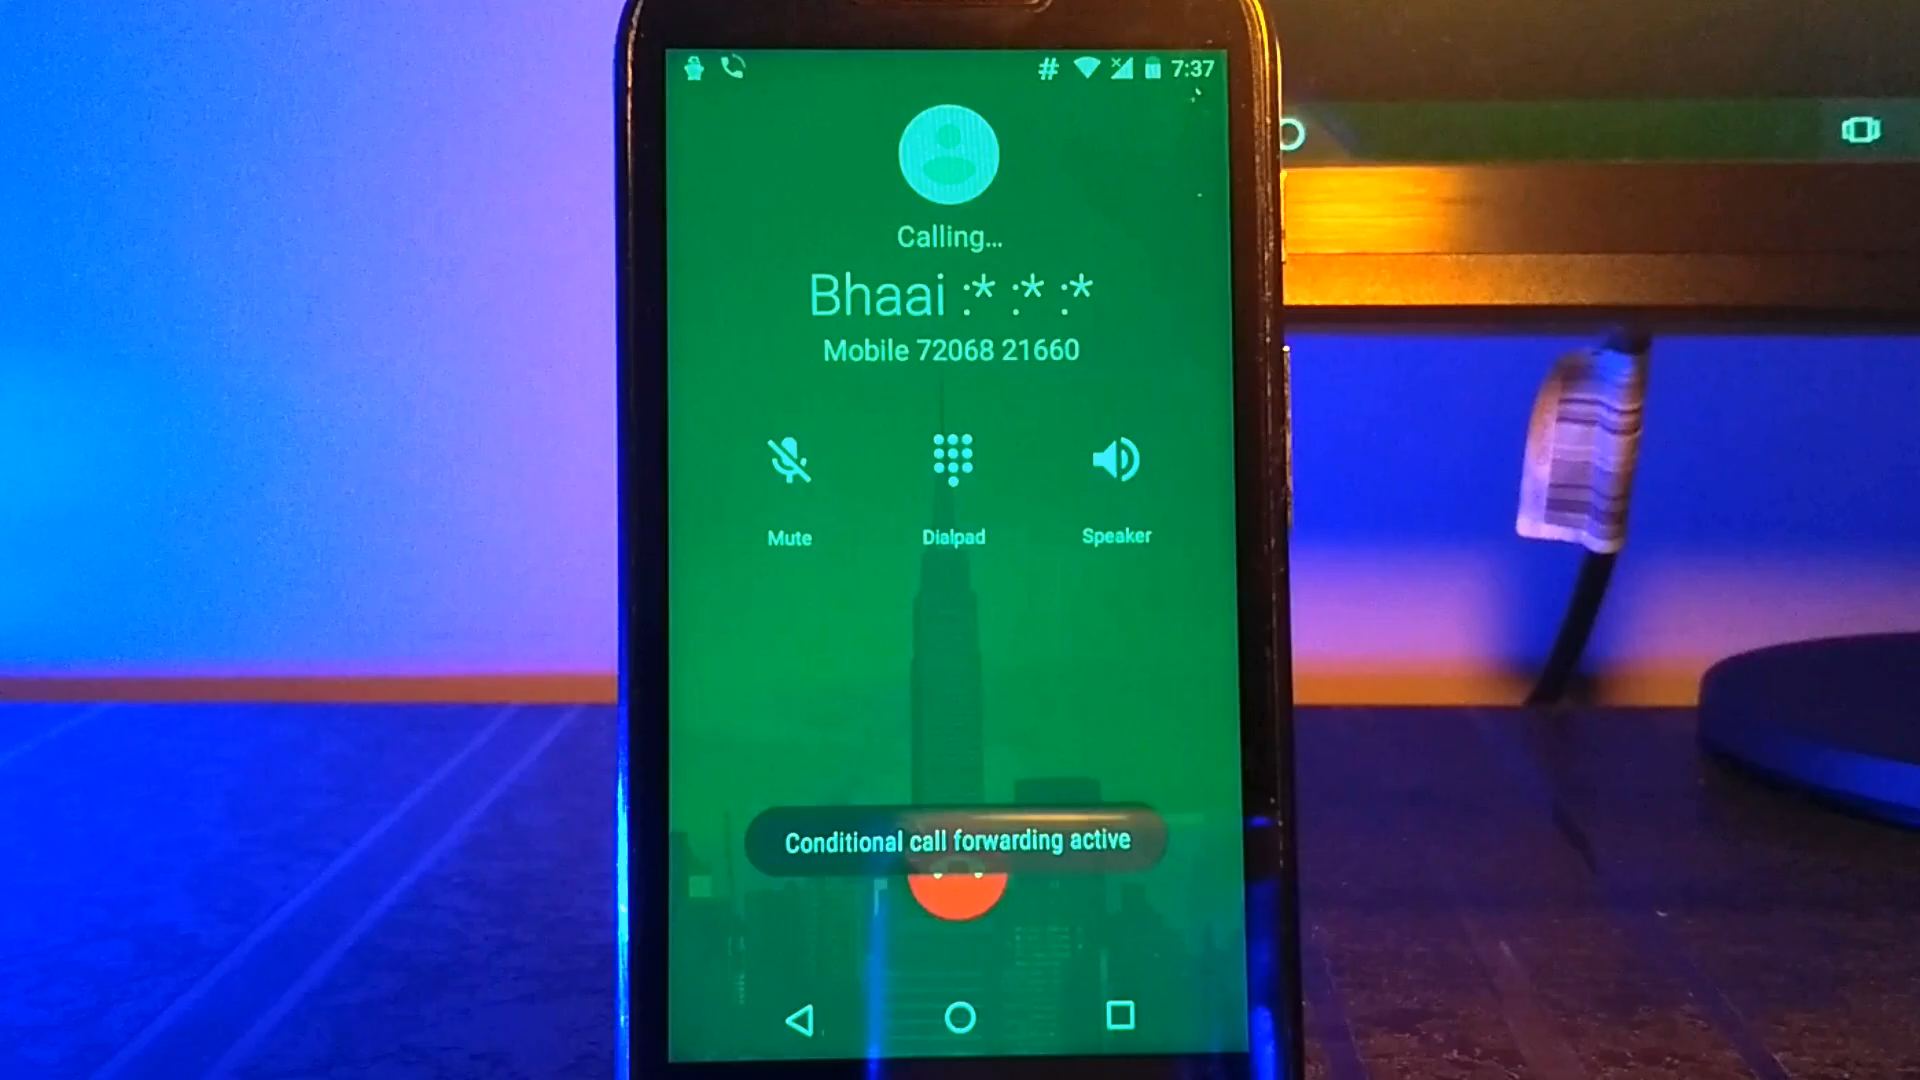 # 7:37
Calling...
Bhaai :* :* :*
Mobile 72068 21660
Mute Dialpad Speaker
Conditional call forwarding active